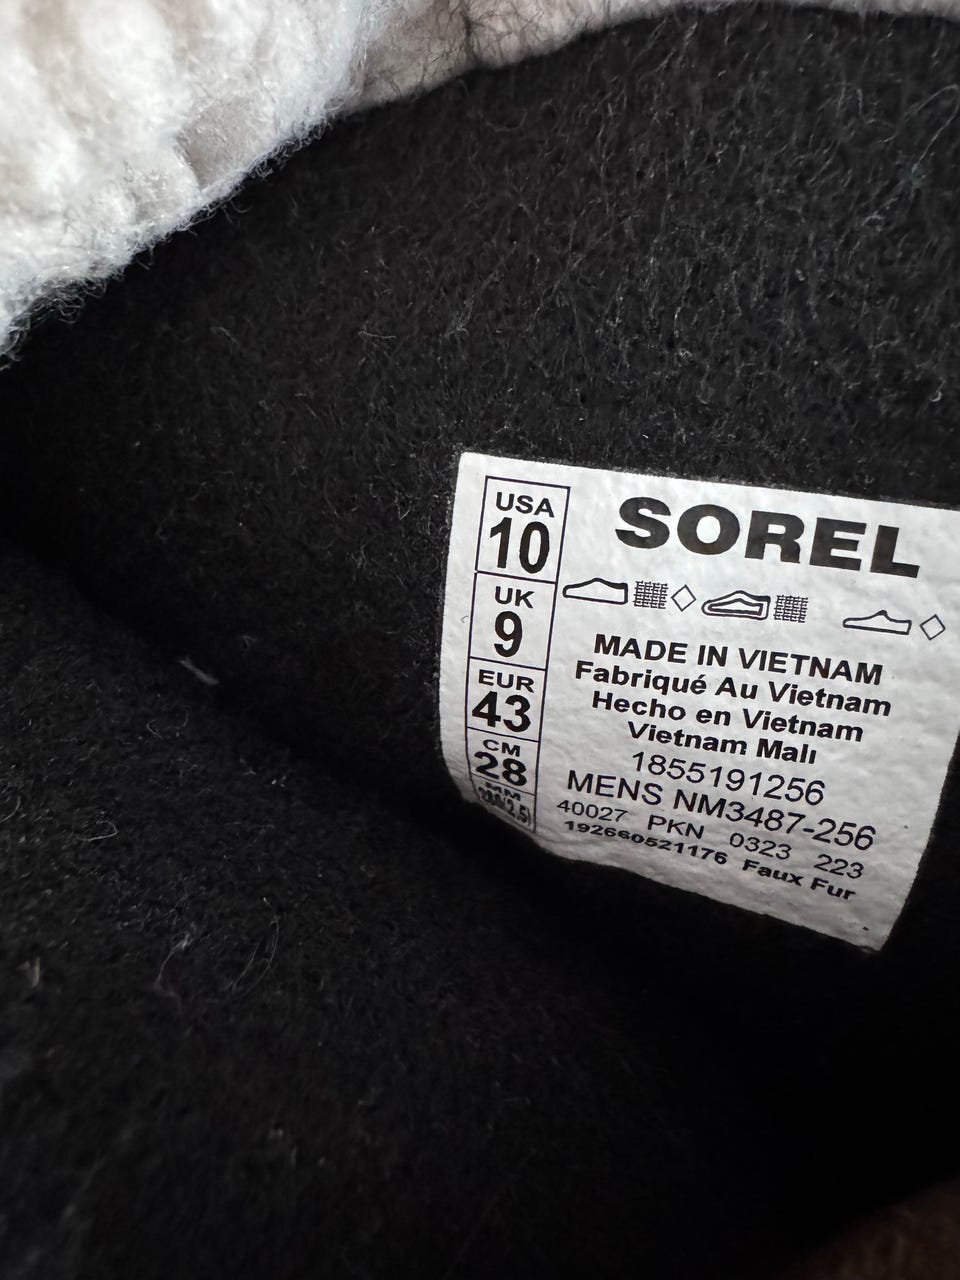 USA
10
UK
9
EUR
43
CM
28
MM
SOREL
MADE IN VIETNAM
Fabriqué Au Vietnam
Hecho en Vietnam
Vietnam Malı
1855191256
MENS NM3487-256
40027 PKN 0323 223
192660521176 Faux Fur